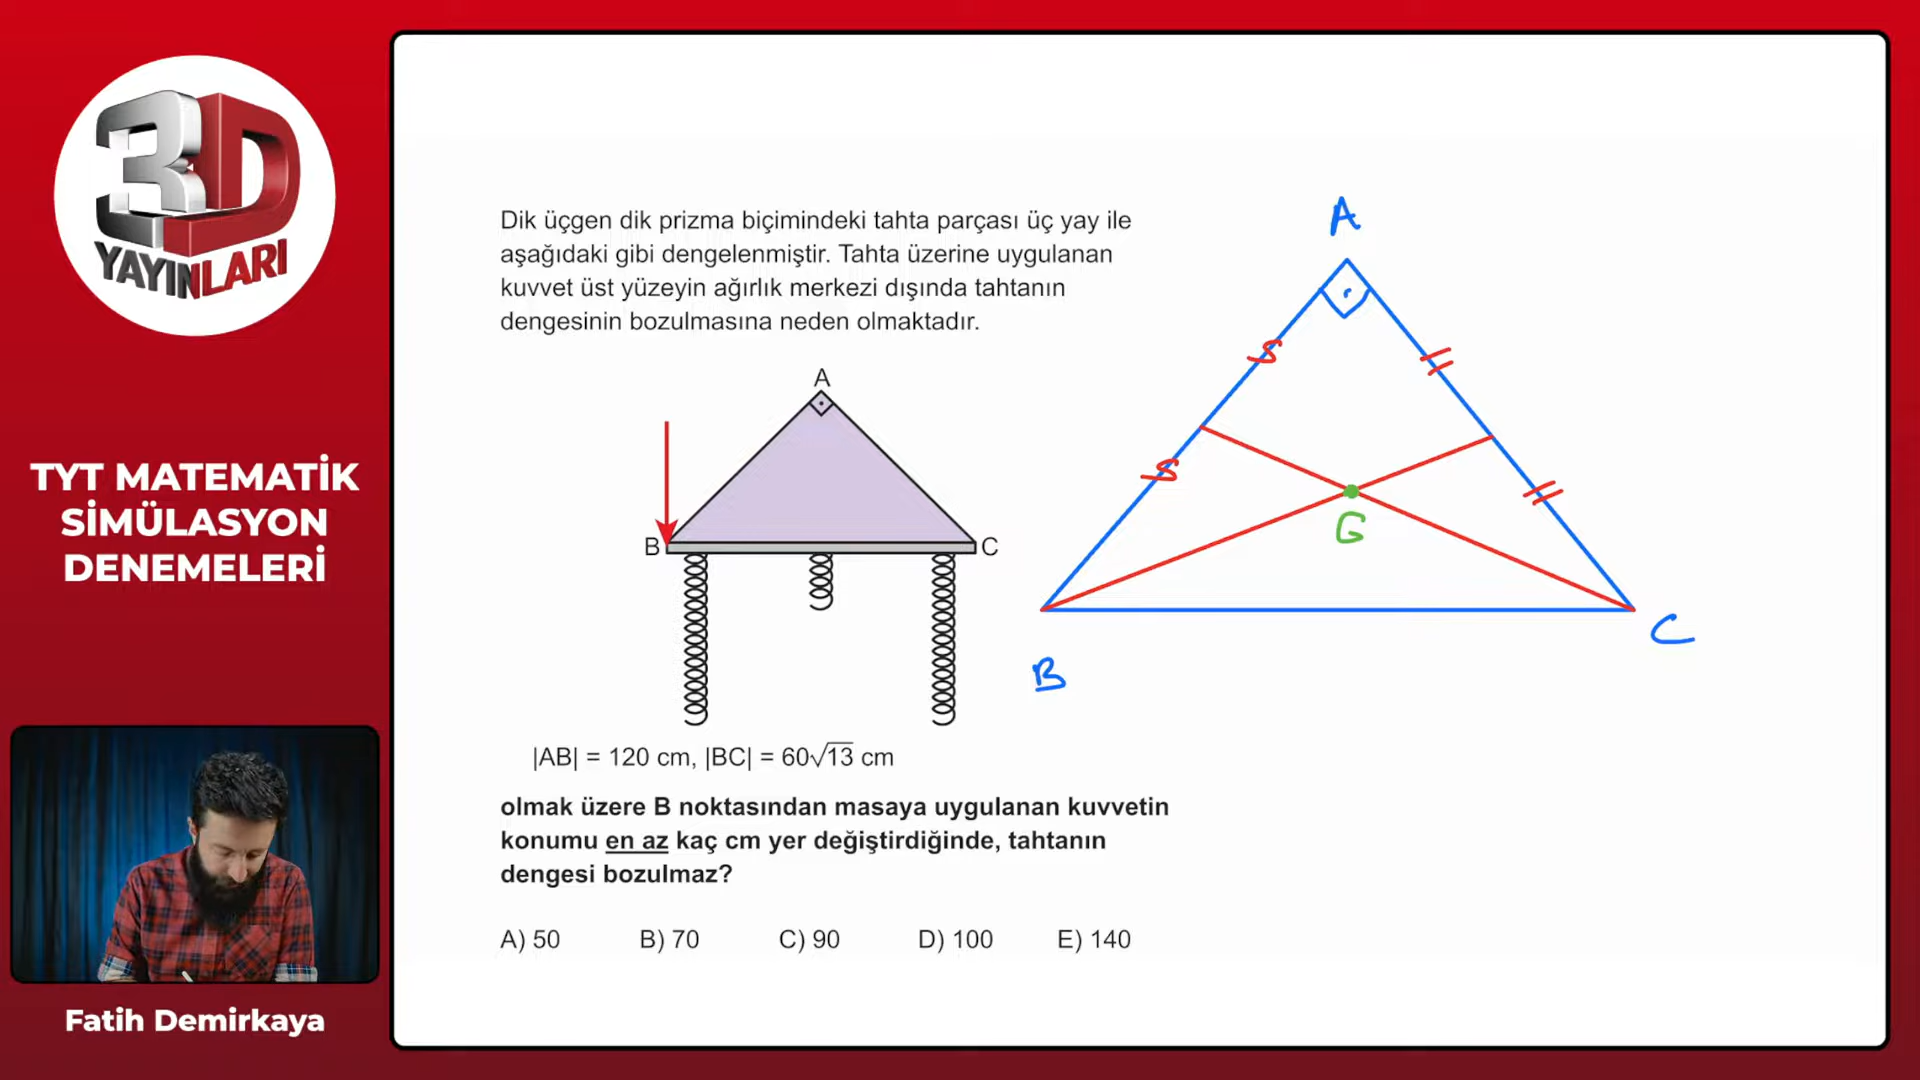 3D
YAYINLARI
TYT MATEMATİK
SİMÜLASYON
DENEMELERİ
Fatih Demirkaya
Dik üçgen dik prizma biçimindeki tahta parçası üç yay ile
aşağıdaki gibi dengelenmiştir. Tahta üzerine uygulanan
kuvvet üst yüzeyin ağırlık merkezi dışında tahtanın
dengesinin bozulmasına neden olmaktadır.
A
B
C
|AB| = 120 cm, |BC| = 60√13 cm
olmak üzere B noktasından masaya uygulanan kuvvetin
konumu en az kaç cm yer değiştirdiğinde, tahtanın
dengesi bozulmaz?
A) 50 B) 70 C) 90 D) 100 E) 140
A
G
B
C